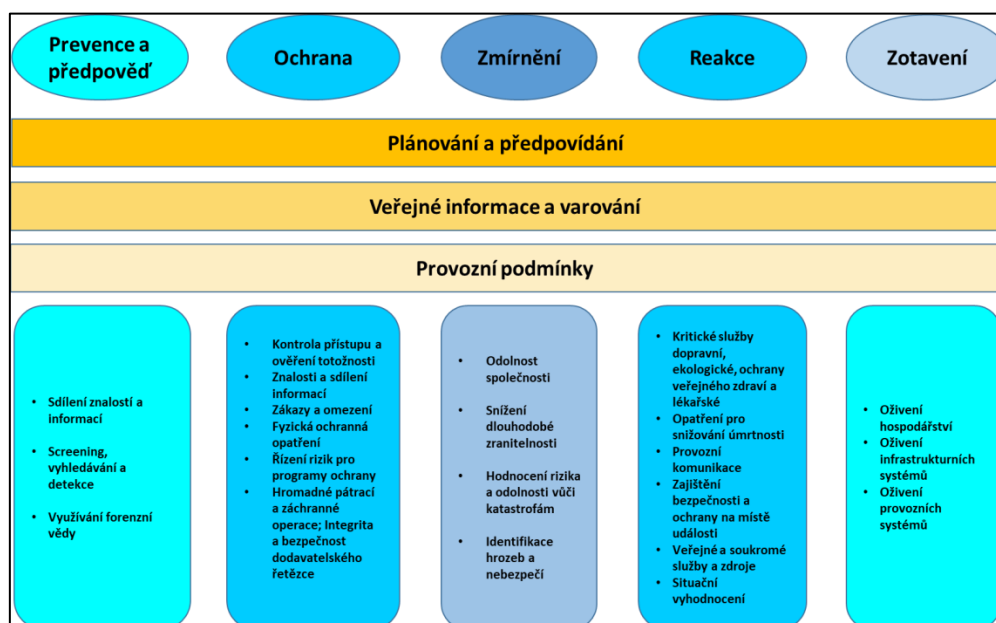 Prevence a
předpověď
Ochrana
Zmírnění
Reakce
Zotavení
Plánování a předpovídání
Veřejné informace a varování
Provozní podmínky
• Sdílení znalostí a
informací
• Screening,
vyhledávání a
detekce
• Využívání forenzní
vědy
• Kontrola přístupu a
ověření totožnosti
• Znalosti a sdílení
informací
• Zákazy a omezení
• Fyzická ochranná
opatření
• Řízení rizik pro
programy ochrany
• Hromadné pátrací
a záchranné
operace; Integrita
a bezpečnost
dodavatelského
řetězce
• Odolnost
společnosti
• Snížení
dlouhodobé
zranitelnosti
• Hodnocení rizika
a odolnosti vůči
katastrofám
• Identifikace
hrozeb a
nebezpečí
• Kritické služby
dopravní,
ekologické, ochrany
veřejného zdraví a
lékařské
• Opatření pro
snižování úmrtnosti
• Provozní
komunikace
• Zajištění
bezpečnosti a
ochrany na místě
události
• Veřejné a soukromé
služby a zdroje
• Situační
vyhodnocení
• Oživení
hospodářství
• Oživení
infrastrukturních
systémů
• Oživení
provozních
systémů